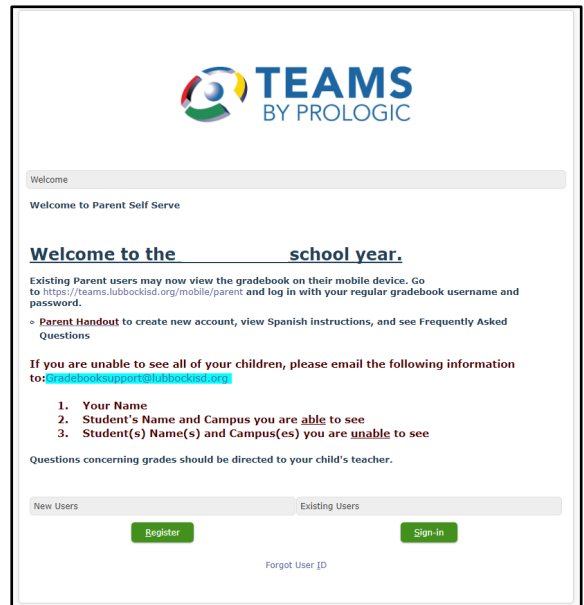 TEAMS
BY PROLOGIC
Welcome
Welcome to Parent Self Serve
Welcome to the school year.
Existing Parent users may now view the gradebook on their mobile device. Go
to https://teams.lubbockisd.org/mobile/parent and log in with your regular gradebook username and
password.
Parent Handout to create new account, view Spanish instructions, and see Frequently Asked
Questions
If you are unable to see all of your children, please email the following information
to:Gradebooksupport@lubbockisd.org
1. Your Name
2. Student's Name and Campus you are able to see
3. Student(s) Name(s) and Campus(es) you are unable to see
Questions concerning grades should be directed to your child's teacher.
New Users Existing Users
Register Sign-in
Forgot User ID